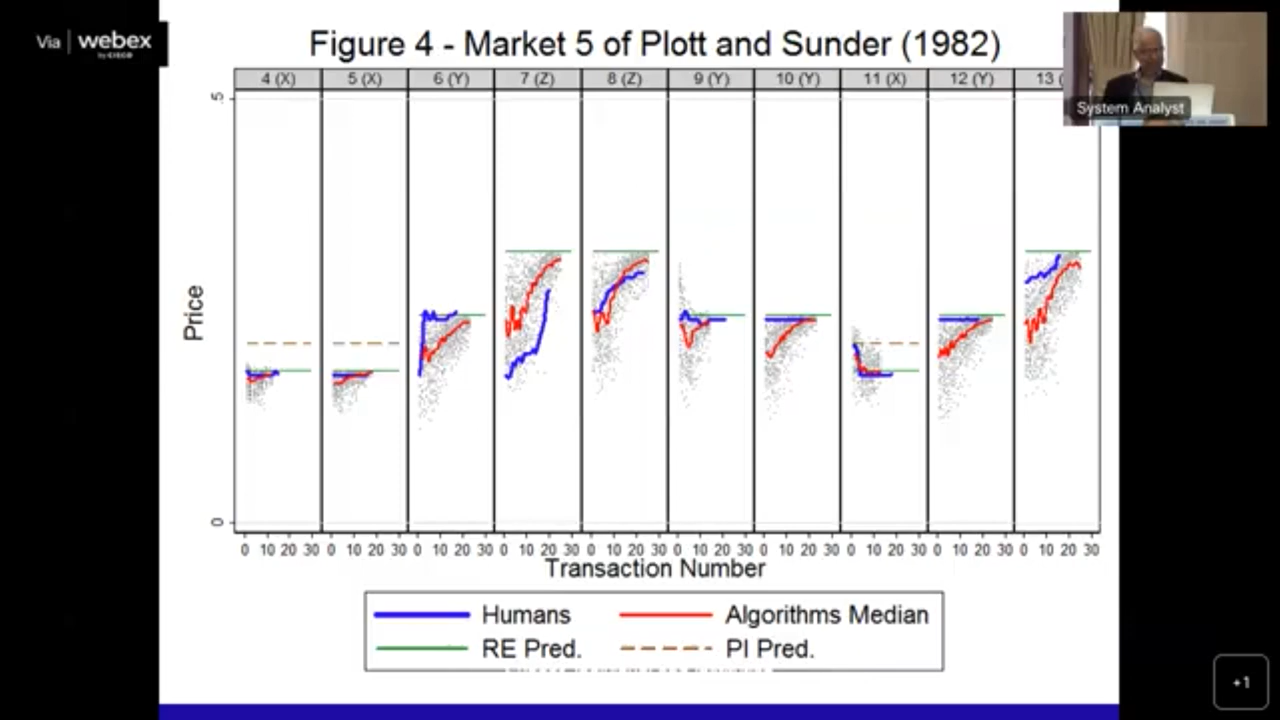 Via | webex
by CISCO
Figure 4 - Market 5 of Plott and Sunder (1982)
4 (X) 5 (X) 6 (Y) 7 (Z) 8 (Z) 9 (Y) 10 (Y) 11 (X) 12 (Y) 13 (
System Analyst
.5
Price
0
0 10 20 30 0 10 20 30 0 10 20 30 0 10 20 30 0 10 20 30 0 10 20 30 0 10 20 30 0 10 20 30 0 10 20 30 0 10 20 30
Transaction Number
Humans Algorithms Median
RE Pred. PI Pred.
+1